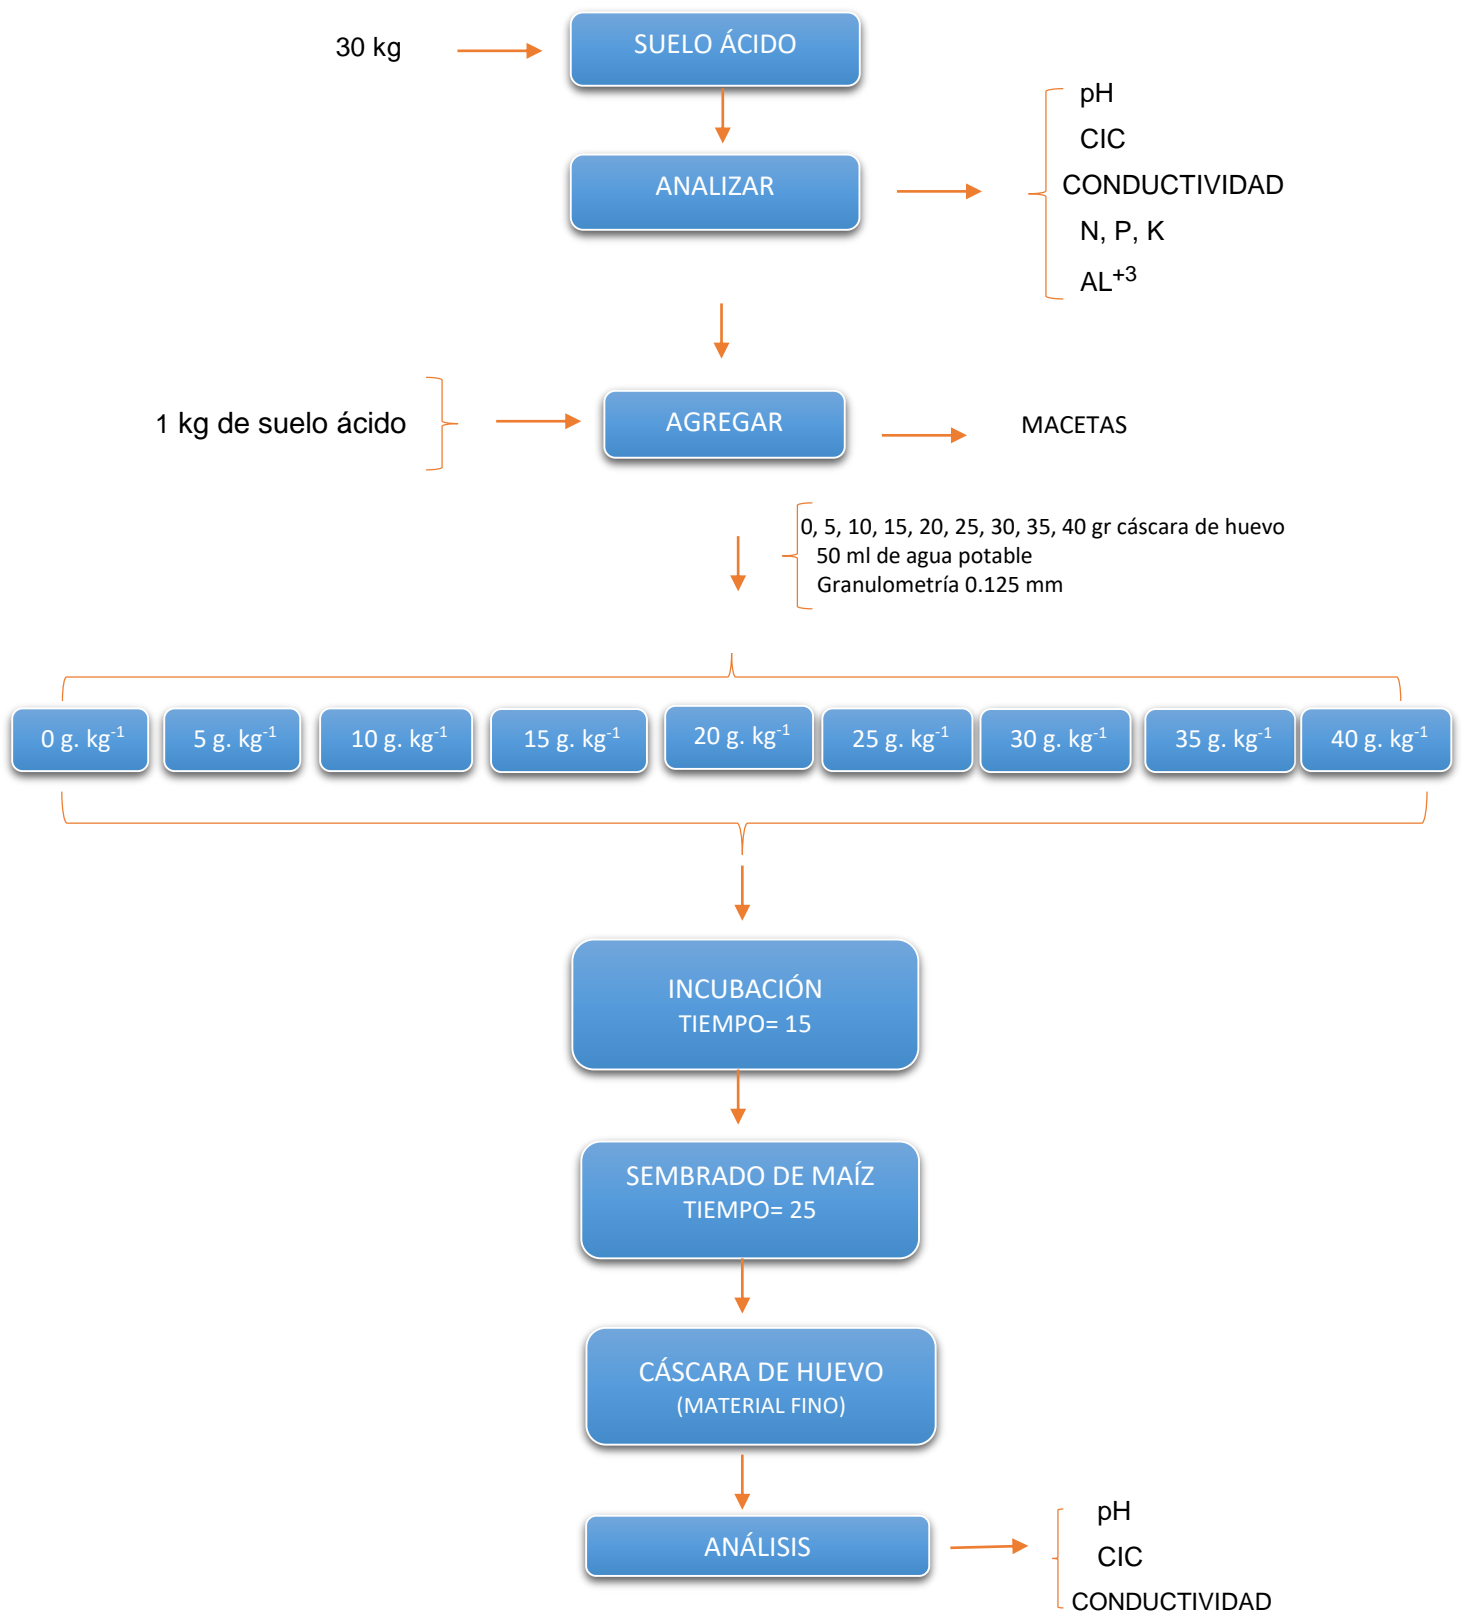 30 kg
SUELO ÁCIDO
ANALIZAR
pH
CIC
CONDUCTIVIDAD
N, P, K
AL⁺³
1 kg de suelo ácido
AGREGAR
MACETAS
0, 5, 10, 15, 20, 25, 30, 35, 40 gr cáscara de huevo
50 ml de agua potable
Granulometría 0.125 mm
0 g. kg⁻¹
5 g. kg⁻¹
10 g. kg⁻¹
15 g. kg⁻¹
20 g. kg⁻¹
25 g. kg⁻¹
30 g. kg⁻¹
35 g. kg⁻¹
40 g. kg⁻¹
INCUBACIÓN
TIEMPO= 15
SEMBRADO DE MAÍZ
TIEMPO= 25
CÁSCARA DE HUEVO
(MATERIAL FINO)
ANÁLISIS
pH
CIC
CONDUCTIVIDAD